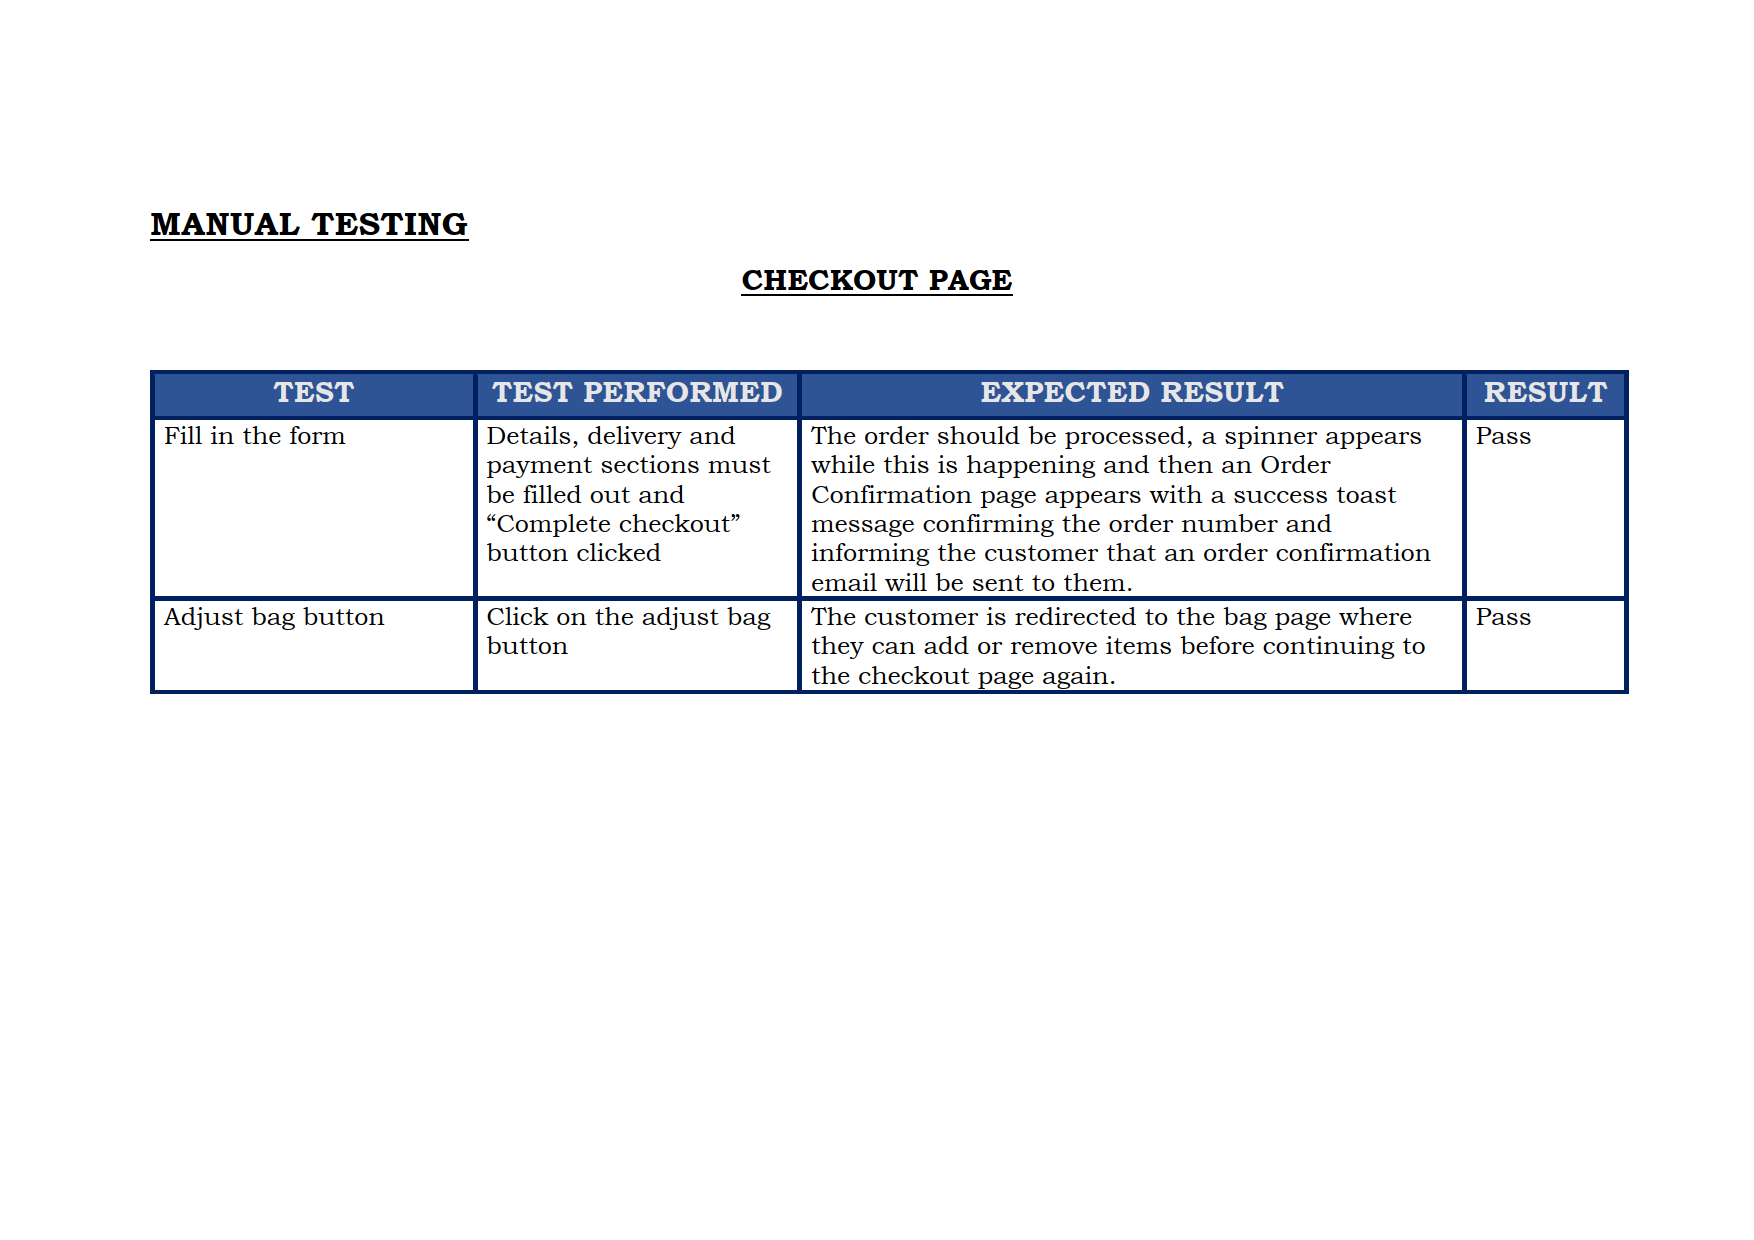 MANUAL TESTING
CHECKOUT PAGE
TEST
TEST PERFORMED
EXPECTED RESULT
RESULT
Fill in the form
Details, delivery and
payment sections must
be filled out and
“Complete checkout”
button clicked
The order should be processed, a spinner appears
while this is happening and then an Order
Confirmation page appears with a success toast
message confirming the order number and
informing the customer that an order confirmation
email will be sent to them.
Pass
Adjust bag button
Click on the adjust bag
button
The customer is redirected to the bag page where
they can add or remove items before continuing to
the checkout page again.
Pass